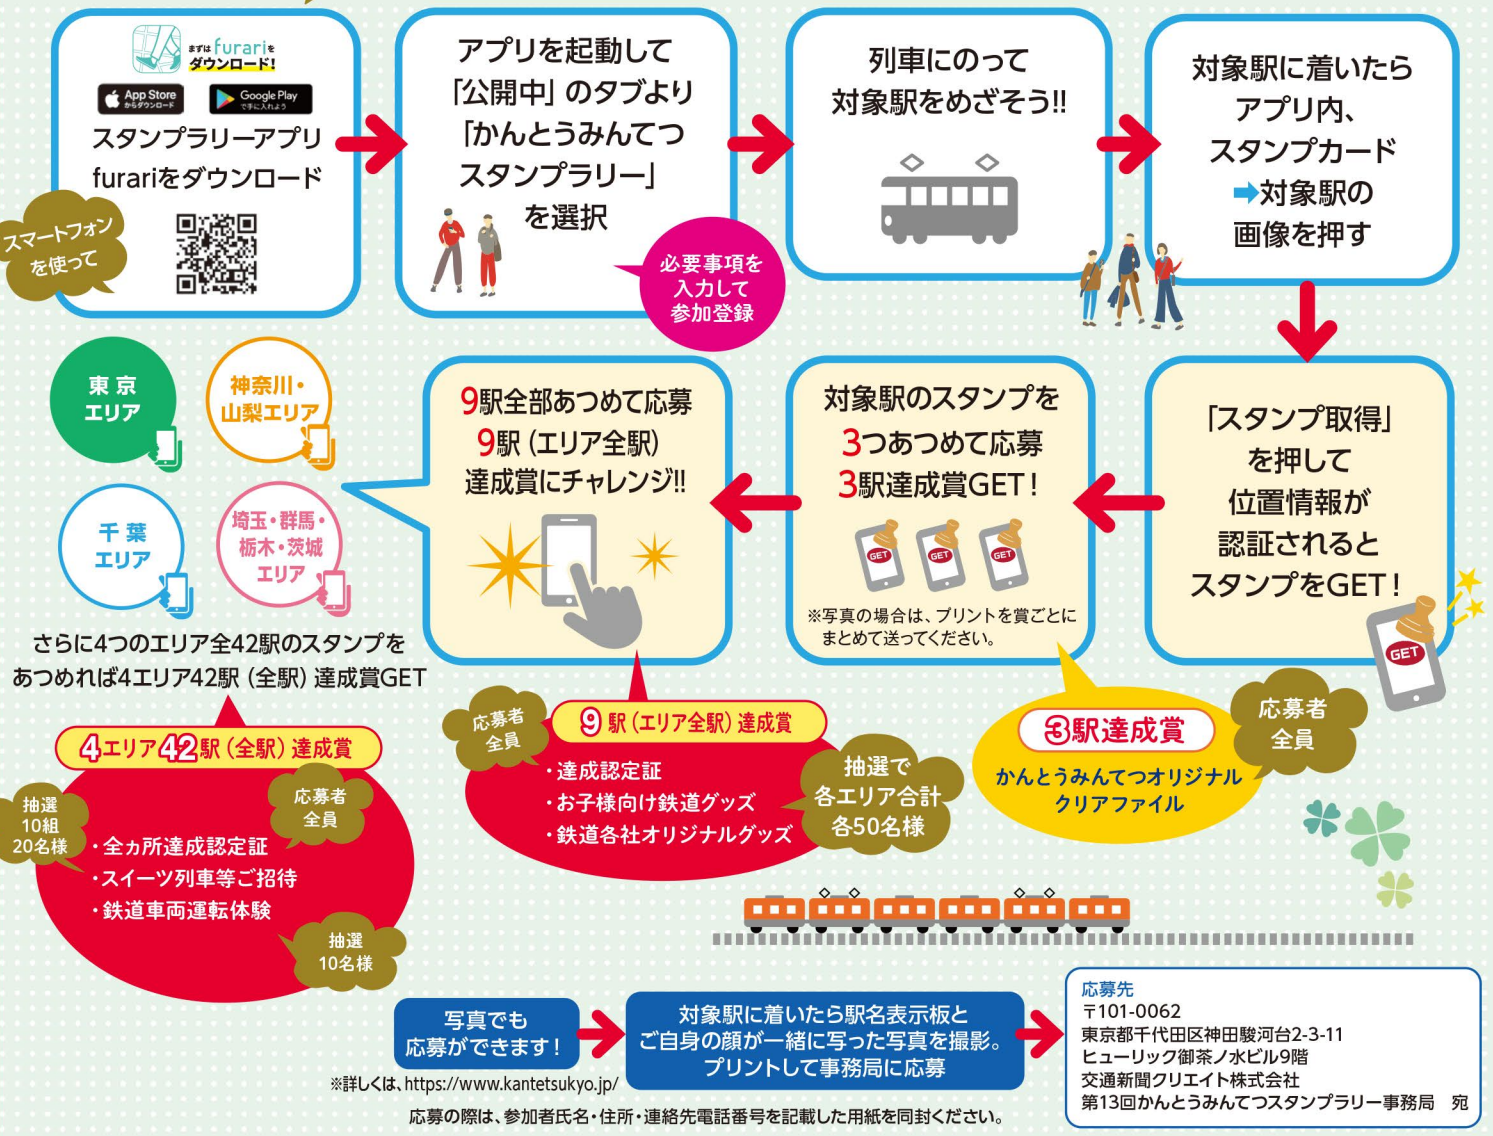 まずはfurariを
ダウンロード!
App Store
からダウンロード
Google Play
で手に入れよう
スタンプラリーアプリ
furariをダウンロード
スマートフォン
を使って
アプリを起動して
「公開中」のタブより
「かんとうみんてつ
スタンプラリー」
を選択
必要事項を
入力して
参加登録
列車にのって
対象駅をめざそう!!
対象駅に着いたら
アプリ内、
スタンプカード
➡対象駅の
画像を押す
「スタンプ取得」
を押して
位置情報が
認証されると
スタンプをGET!
GET
対象駅のスタンプを
3つあつめて応募
3駅達成賞GET!
GET
GET
GET
※写真の場合は、プリントを賞ごとに
まとめて送ってください。
3駅達成賞
かんとうみんてつオリジナル
クリアファイル
応募者
全員
9駅全部あつめて応募
9駅(エリア全駅)
達成賞にチャレンジ!!
応募者
全員
9駅(エリア全駅)達成賞
・達成認定証
・お子様向け鉄道グッズ
・鉄道各社オリジナルグッズ
抽選で
各エリア合計
各50名様
東京
エリア
神奈川・
山梨エリア
千葉
エリア
埼玉・群馬・
栃木・茨城
エリア
さらに4つのエリア全42駅のスタンプを
あつめれば4エリア42駅(全駅)達成賞GET
4エリア42駅(全駅)達成賞
抽選
10組
20名様
応募者
全員
・全ヵ所達成認定証
・スイーツ列車等ご招待
・鉄道車両運転体験
抽選
10名様
写真でも
応募ができます!
対象駅に着いたら駅名表示板と
ご自身の顔が一緒に写った写真を撮影。
プリントして事務局に応募
※詳しくは、https://www.kantetsukyo.jp/
応募の際は、参加者氏名・住所・連絡先電話番号を記載した用紙を同封ください。
応募先
〒101-0062
東京都千代田区神田駿河台2-3-11
ヒューリック御茶ノ水ビル9階
交通新聞クリエイト株式会社
第13回かんとうみんてつスタンプラリー事務局 宛